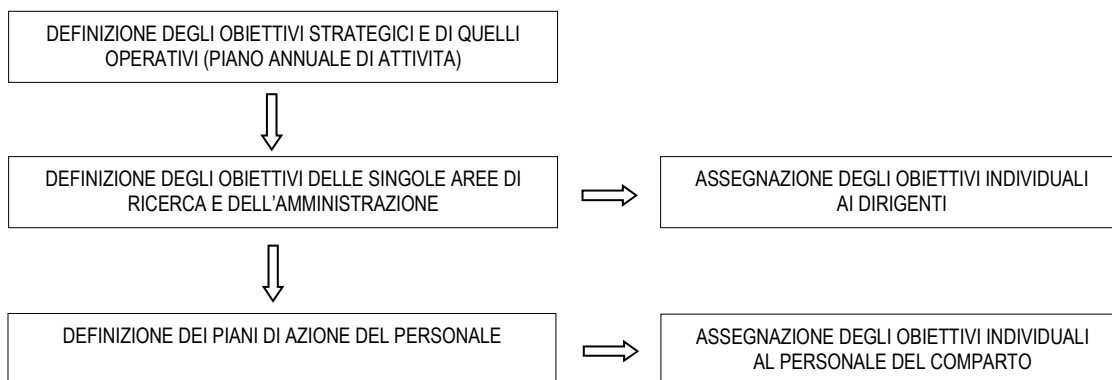 DEFINIZIONE DEGLI OBIETTIVI STRATEGICI E DI QUELLI
OPERATIVI (PIANO ANNUALE DI ATTIVITA)
DEFINIZIONE DEGLI OBIETTIVI DELLE SINGOLE AREE DI
RICERCA E DELL’AMMINISTRAZIONE
ASSEGNAZIONE DEGLI OBIETTIVI INDIVIDUALI
AI DIRIGENTI
DEFINIZIONE DEI PIANI DI AZIONE DEL PERSONALE
ASSEGNAZIONE DEGLI OBIETTIVI INDIVIDUALI
AL PERSONALE DEL COMPARTO